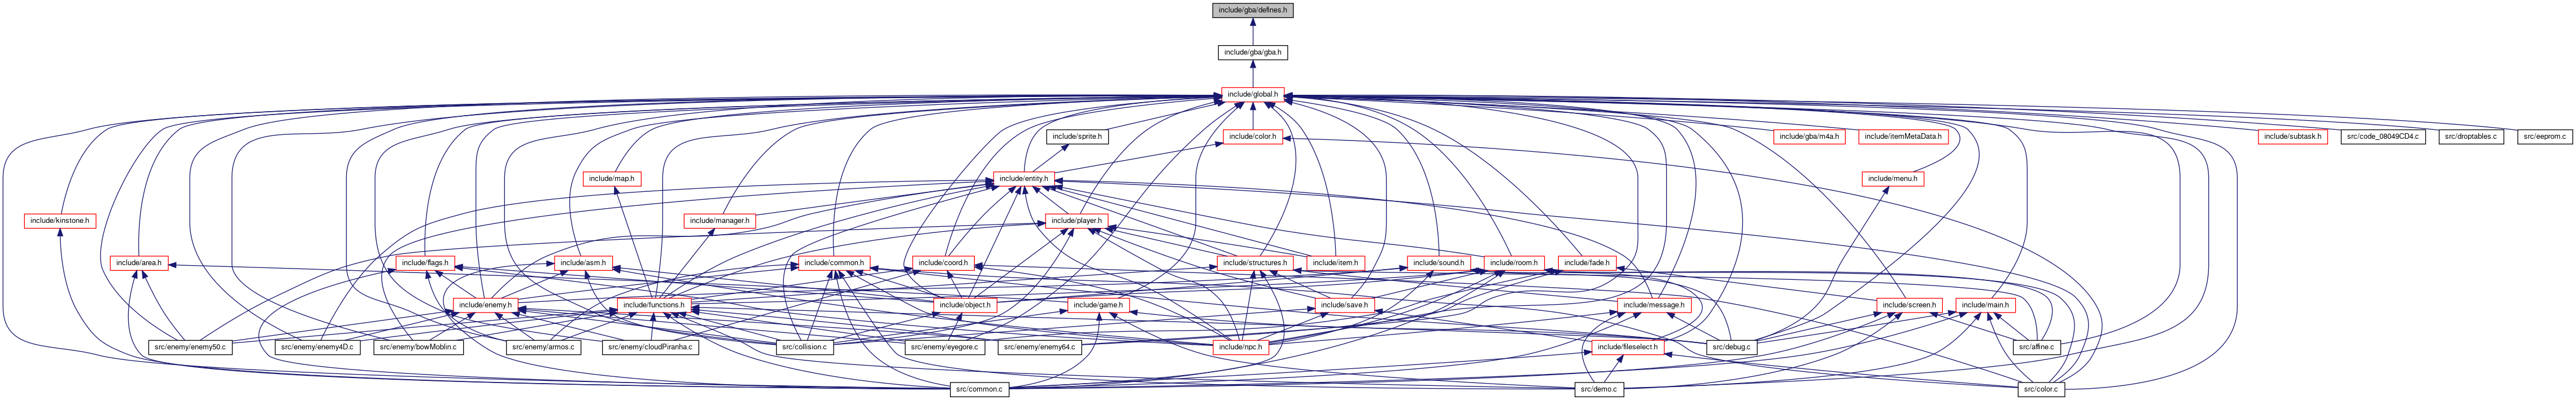 include/gba/defines.h
include/gba/gba.h
include/global.h
include/sprite.h
include/color.h
include/gba/m4a.h
include/itemMetaData.h
include/subtask.h
src/code_08049CD4.c
src/droptables.c
src/eeprom.c
include/map.h
include/entity.h
include/menu.h
include/kinstone.h
include/manager.h
include/player.h
include/area.h
include/flags.h
include/asm.h
include/common.h
include/coord.h
include/structures.h
include/item.h
include/sound.h
include/room.h
include/fade.h
include/enemy.h
include/functions.h
include/object.h
include/game.h
include/save.h
include/message.h
include/screen.h
include/main.h
src/enemy/enemy50.c
src/enemy/enemy4D.c
src/enemy/bowMoblin.c
src/enemy/armos.c
src/enemy/cloudPiranha.c
src/collision.c
src/enemy/eyegore.c
src/enemy/enemy64.c
include/npc.h
include/fileselect.h
src/debug.c
src/affine.c
src/common.c
src/demo.c
src/color.c